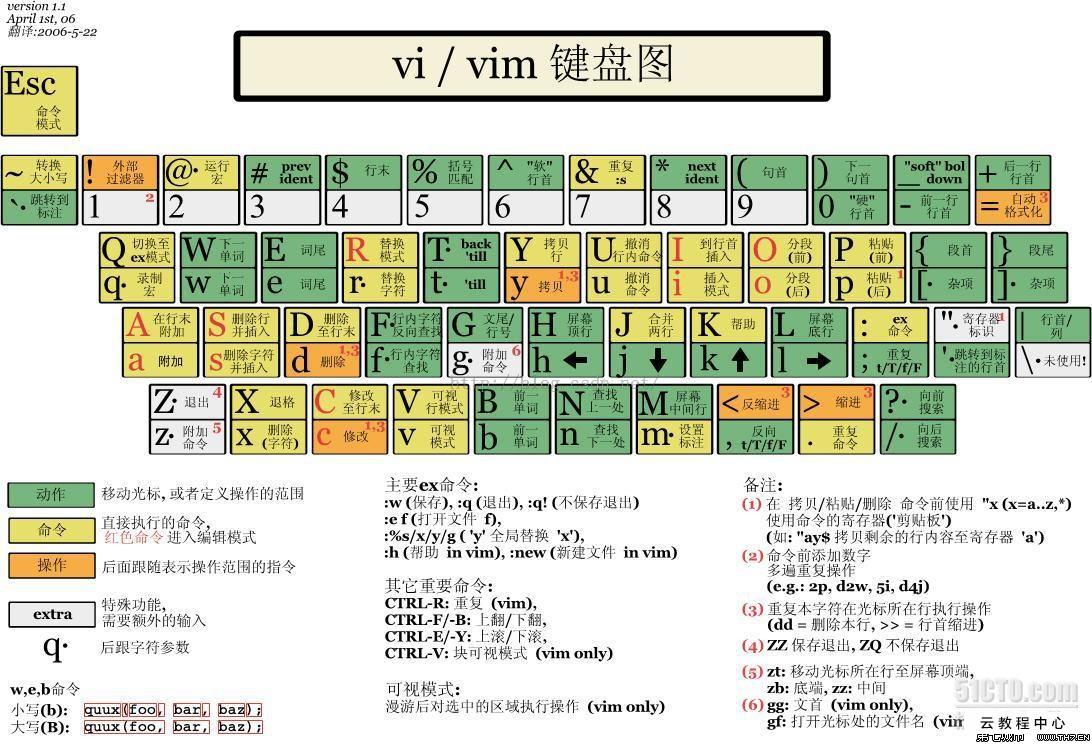 version 1.1
April 1st, 06
翻译:2006-5-22
vi / vim 键盘图
Esc
命令
模式
~ 转换 大小写
! 外部 过滤器
@· 运行 宏
# prev ident
$ 行末
% 括号 匹配
^ "软" 行首
& 重复 :s
* next ident
( 句首
) 下一 句首
_ "soft" bol down
+ 后一行 行首
`· 跳转到 标注
1 2
2
3
4
5
6
7
8
9
0 "硬" 行首
- 前一行 行首
= 自动 格式化 3
Q 切换至 ex模式
W 下一 单词
E 词尾
R 替换 模式
T· back 'till
Y 拷贝 行
U 撤消 行内命令
I 到行首 插入
O 分段 (前)
P 粘贴 (前)
{ 段首
} 段尾
q· 录制 宏
w 下一 单词
e 词尾
r· 替换 字符
t· 'till
y 拷贝 1,3
u 撤消 命令
i 插入 模式
o 分段 (后)
p 粘贴 (后) 1
[· 杂项
]· 杂项
A 在行末 附加
S 删除行 并插入
D 删除 至行末
F· 行内字符 反向查找
G 文尾/ 行号
H 屏幕 顶行
J 合并 两行
K 帮助
L 屏幕 底行
: ex 命令
"· 寄存器 标识 1
| 行首/ 列
a 附加
s 删除字符 并插入
d 删除 1,3
f· 行内字符 查找
g· 附加 命令 6
h ←
j ↓
k ↑
l →
; 重复 t/T/f/F
'· 跳转到标 注的行首
\· 未使用!
http://blog.csdn.net/
Z· 退出 4
X 退格
C 修改 至行末
V 可视 行模式
B 前一 单词
N 查找 上一处
M 屏幕 中间行
< 反缩进 3
> 缩进 3
?· 向前 搜索
z· 附加 命令 5
x 删除 (字符)
c 修改 1,3
v 可视 模式
b 前一 单词
n 查找 下一处
m· 设置 标注
, 反向 t/T/f/F
. 重复 命令
/· 向后 搜索
动作 移动光标, 或者定义操作的范围
命令 直接执行的命令,
红色命令 进入编辑模式
操作 后面跟随表示操作范围的指令
extra 特殊功能,
需要额外的输入
q· 后跟字符参数
w,e,b命令
小写(b): quux(foo, bar, baz);
大写(B): quux(foo, bar, baz);
主要ex命令:
:w (保存), :q (退出), :q! (不保存退出)
:e f (打开文件 f),
:%s/x/y/g ( 'y' 全局替换 'x'),
:h (帮助 in vim), :new (新建文件 in vim)
其它重要命令:
CTRL-R: 重复 (vim),
CTRL-F/-B: 上翻/下翻,
CTRL-E/-Y: 上滚/下滚,
CTRL-V: 块可视模式 (vim only)
可视模式:
漫游后对选中的区域执行操作 (vim only)
备注:
(1) 在 拷贝/粘贴/删除 命令前使用 "x (x=a..z,*)
使用命令的寄存器('剪贴板')
(如: "ay$ 拷贝剩余的行内容至寄存器 'a')
(2) 命令前添加数字
多遍重复操作
(e.g.: 2p, d2w, 5i, d4j)
(3) 重复本字符在光标所在行执行操作
(dd = 删除本行, >> = 行首缩进)
(4) ZZ 保存退出, ZQ 不保存退出
(5) zt: 移动光标所在行至屏幕顶端,
zb: 底端, zz: 中间
(6) gg: 文首 (vim only),
gf: 打开光标处的文件名 (vim
51CTO.com
云教程中心
WWW.TH7.CN